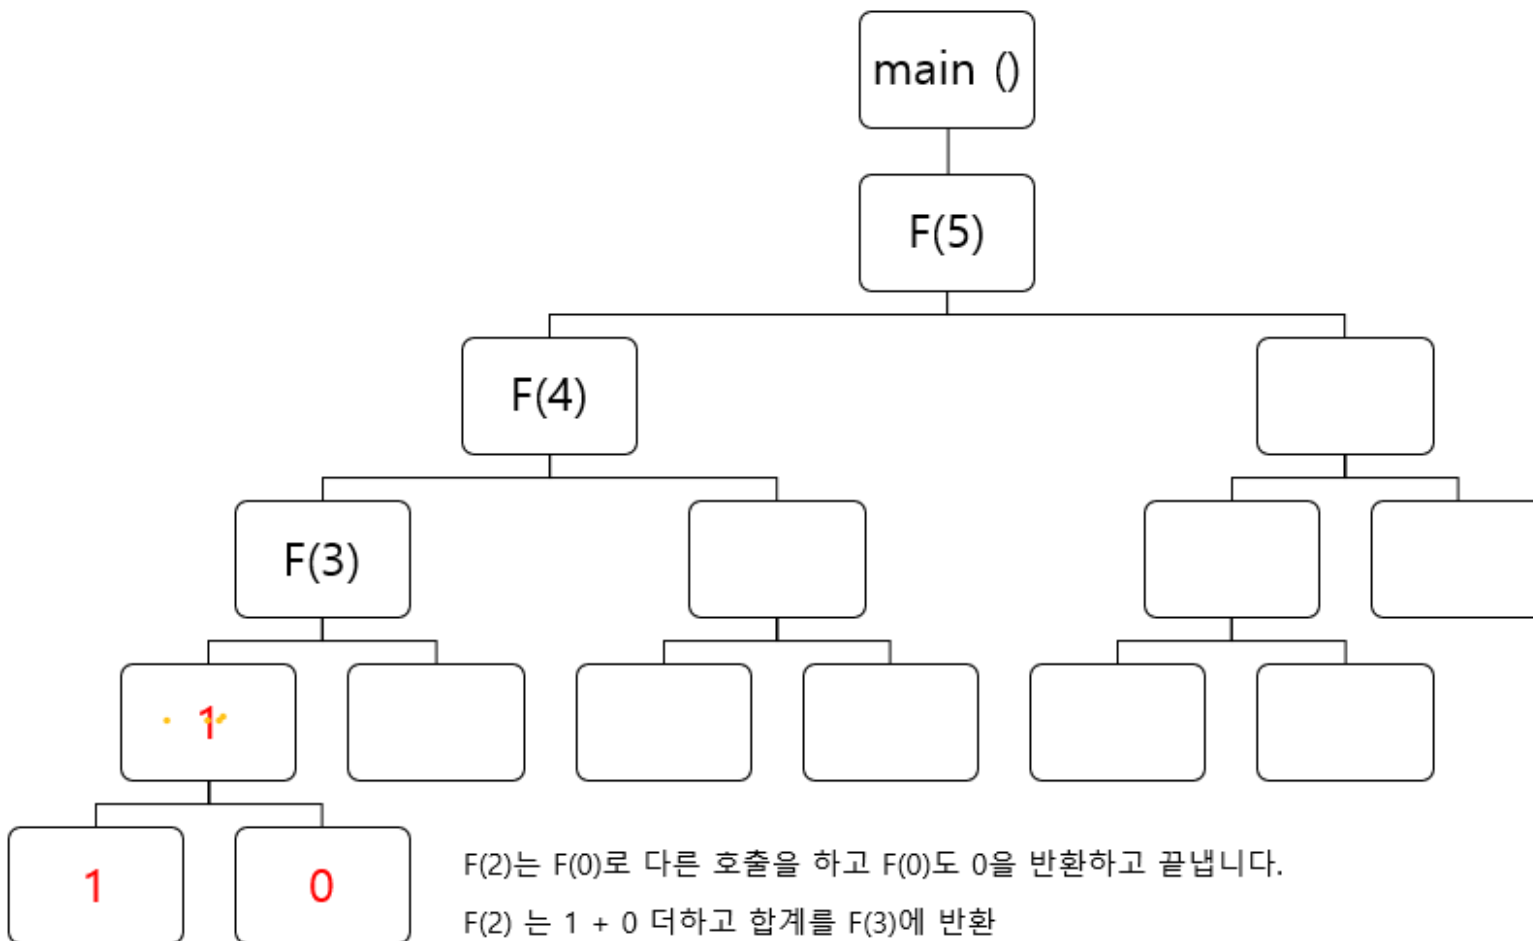 main ()
F(5)
F(4)
F(3)
1
1
0
F(2)는 F(0)로 다른 호출을 하고 F(0)도 0을 반환하고 끝냅니다.
F(2) 는 1 + 0 더하고 합계를 F(3)에 반환